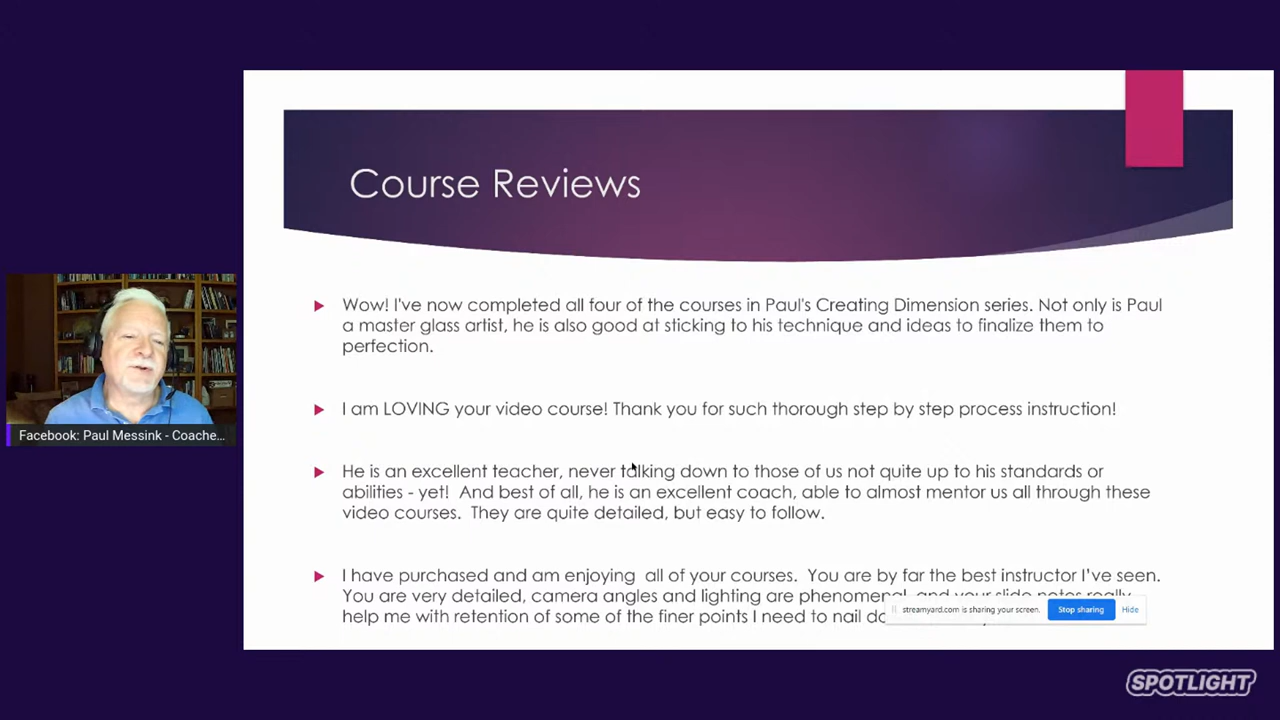 Course Reviews
Wow! I've now completed all four of the courses in Paul's Creating Dimension series. Not only is Paul
a master glass artist, he is also good at sticking to his technique and ideas to finalize them to
perfection.
I am LOVING your video course! Thank you for such thorough step by step process instruction!
He is an excellent teacher, never talking down to those of us not quite up to his standards or
abilities - yet! And best of all, he is an excellent coach, able to almost mentor us all through these
video courses. They are quite detailed, but easy to follow.
I have purchased and am enjoying all of your courses. You are by far the best instructor I've seen.
You are very detailed, camera angles and lighting are phenomenal, and your slide notes really
help me with retention of some of the finer points I need to nail
streamyard.com is sharing your screen.
Stop sharing
Hide
Facebook: Paul Messink - Coache...
SPOTLIGHT